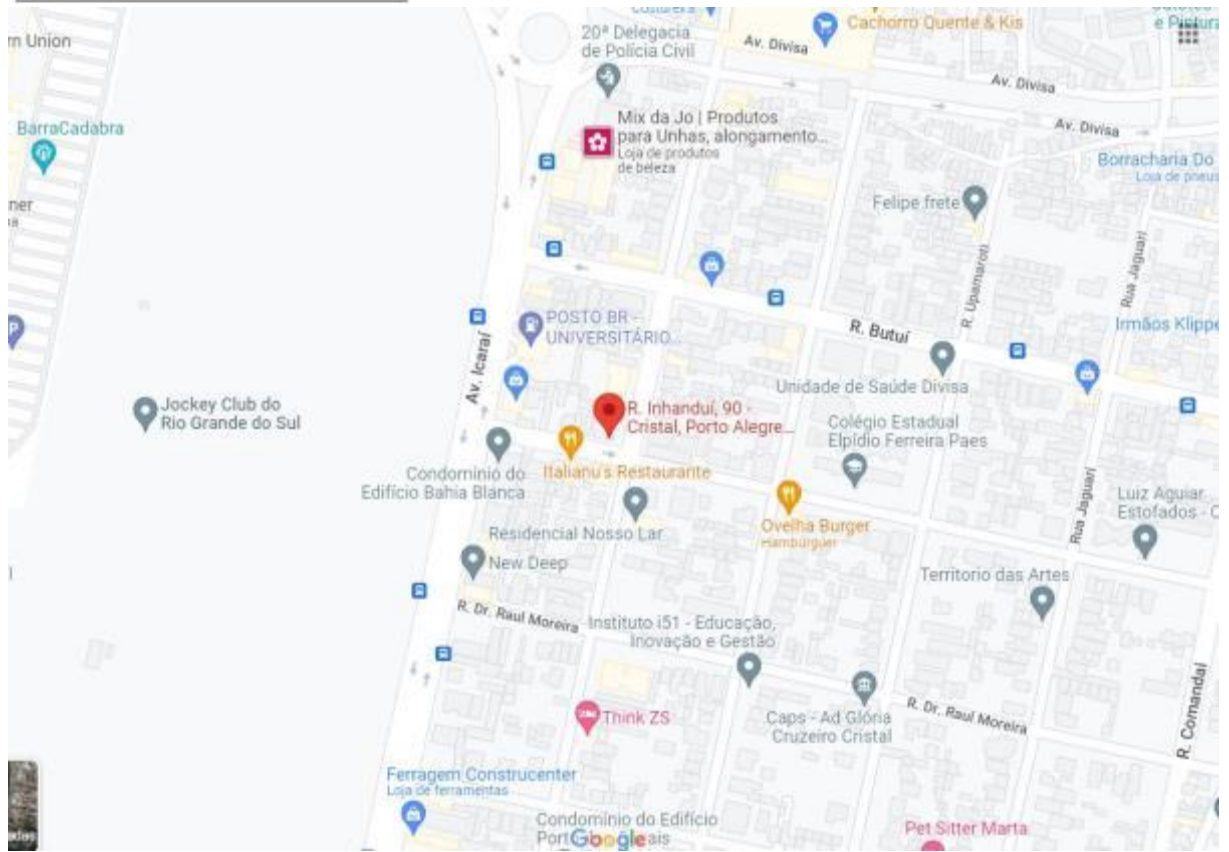 20ª Delegacia
de Polícia Civil
Cachorro Quente & Kis
Av. Divisa
n Union
Av. Divisa
BarraCadabra
Mix da Jo | Produtos
para Unhas, alongamento...
Loja de produtos
de beleza
Av. Divisa
Borracharia Do
Loja de pneus
ner
Felipe frete
Rua Jaguari
R. Upamaroti
POSTO BR -
UNIVERSITÁRIO...
R. Butuí
Irmãos Klippe
Av. Icaraí
Unidade de Saúde Divisa
Jockey Club do
Rio Grande do Sul
R. Inhanduí, 90 -
Cristal, Porto Alegre...
Colégio Estadual
Elpídio Ferreira Paes
Italianu's Restaurante
Condomínio do
Edifício Bahia Blanca
Rua Jaguari
Luiz Aguiar
Estofados - C
Ovelha Burger
Hamburguer
Residencial Nosso Lar
New Deep
Territorio das Artes
R. Dr. Raul Moreira
Instituto i51 - Educação,
Inovação e Gestão
R. Comandaí
Think ZS
Caps - Ad Glória
Cruzeiro Cristal
R. Dr. Raul Moreira
Ferragem Construcenter
Loja de ferramentas
Condomínio do Edifício
Google
Pet Sitter Marta